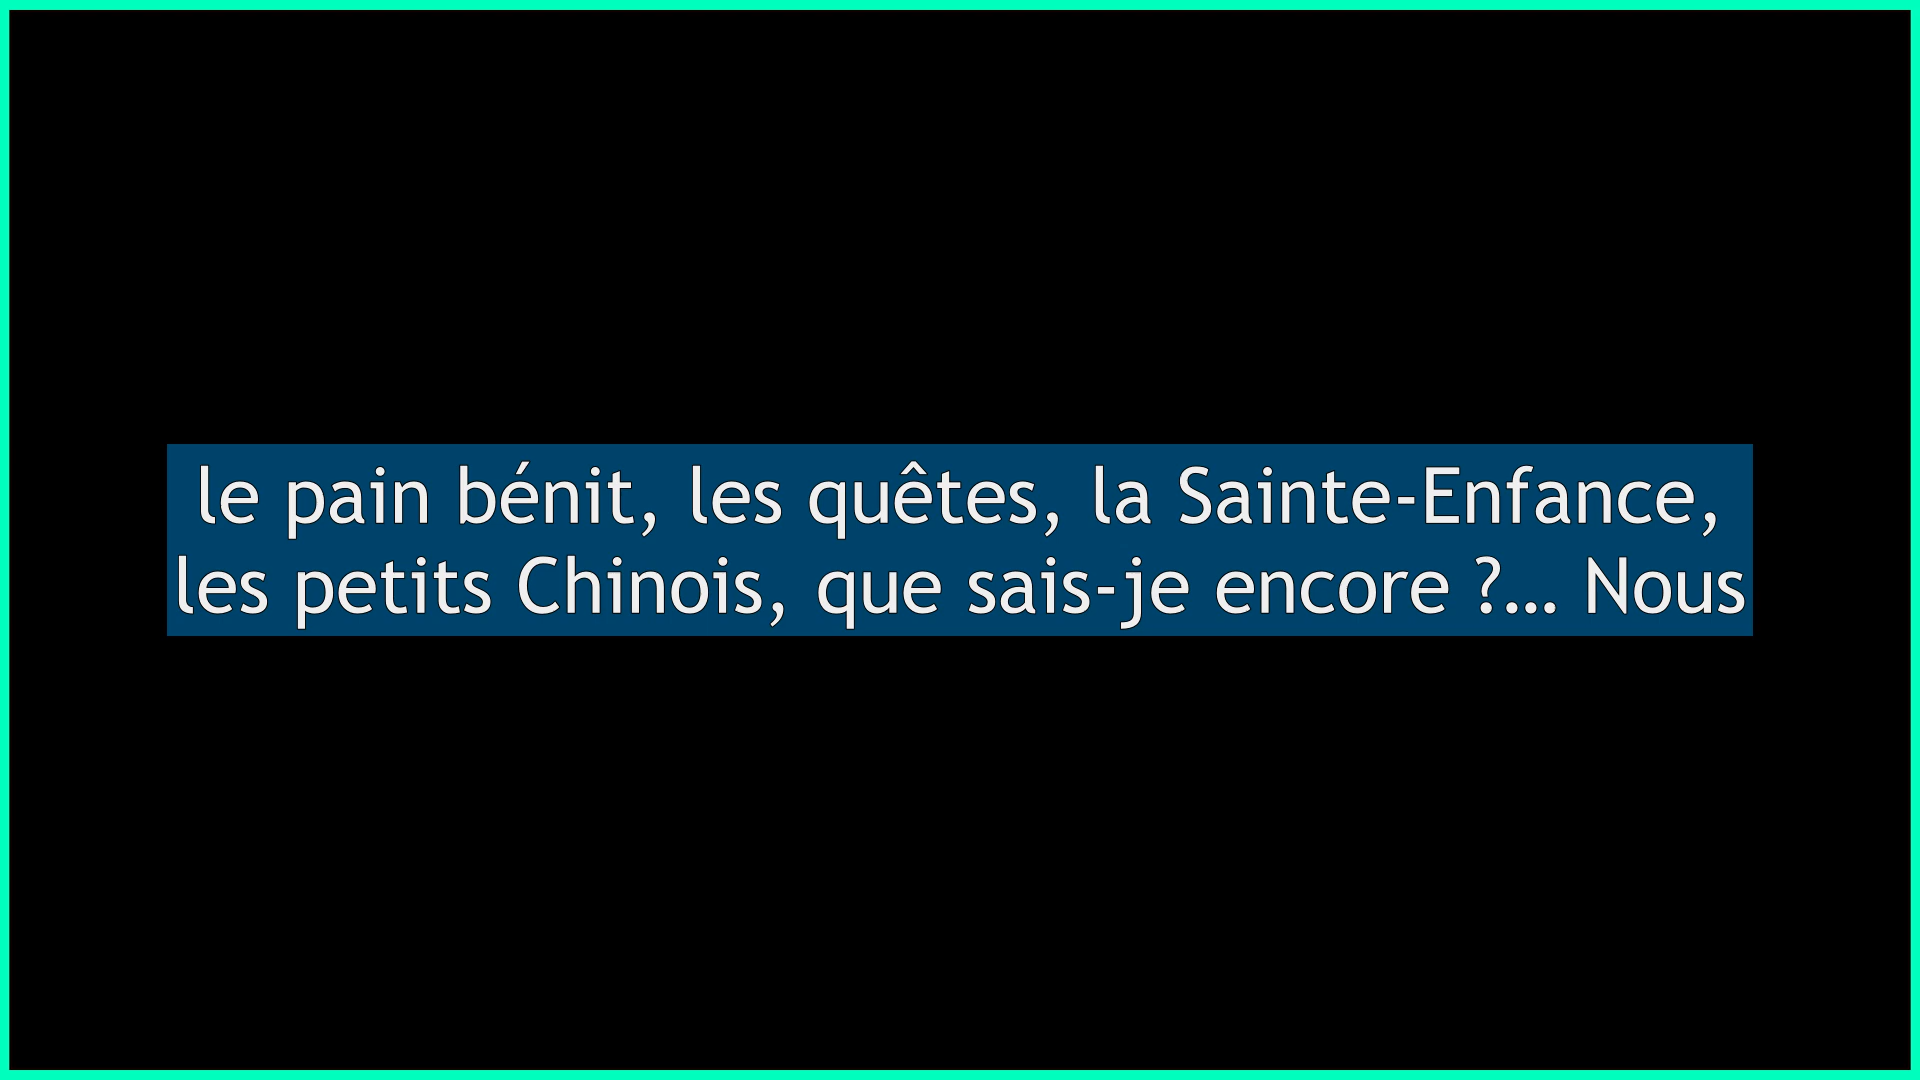 le pain bénit, les quêtes, la Sainte-Enfance,
les petits Chinois, que sais-je encore ?… Nous